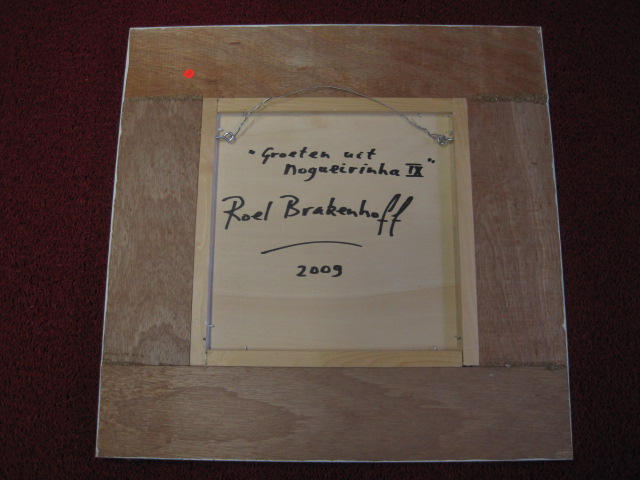 "Groeten uit
Nogueirinha IX"
Roel Brakenhoff
2009